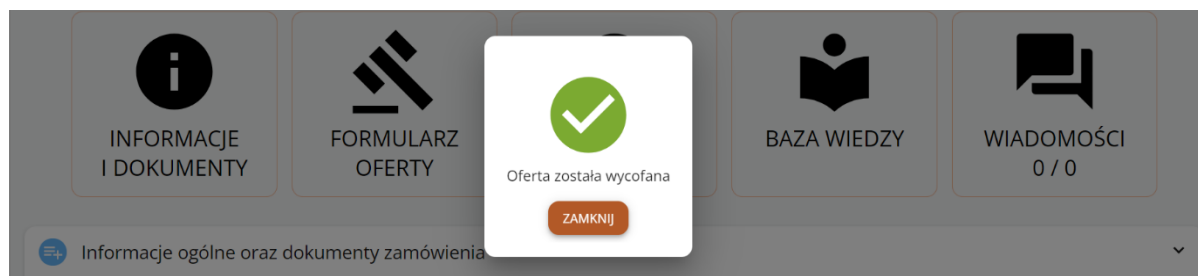 INFORMACJE
I DOKUMENTY
FORMULARZ
OFERTY
BAZA WIEDZY
WIADOMOŚCI
0 / 0
Oferta została wycofana
ZAMKNIJ
Informacje ogólne oraz dokumenty zamówienia